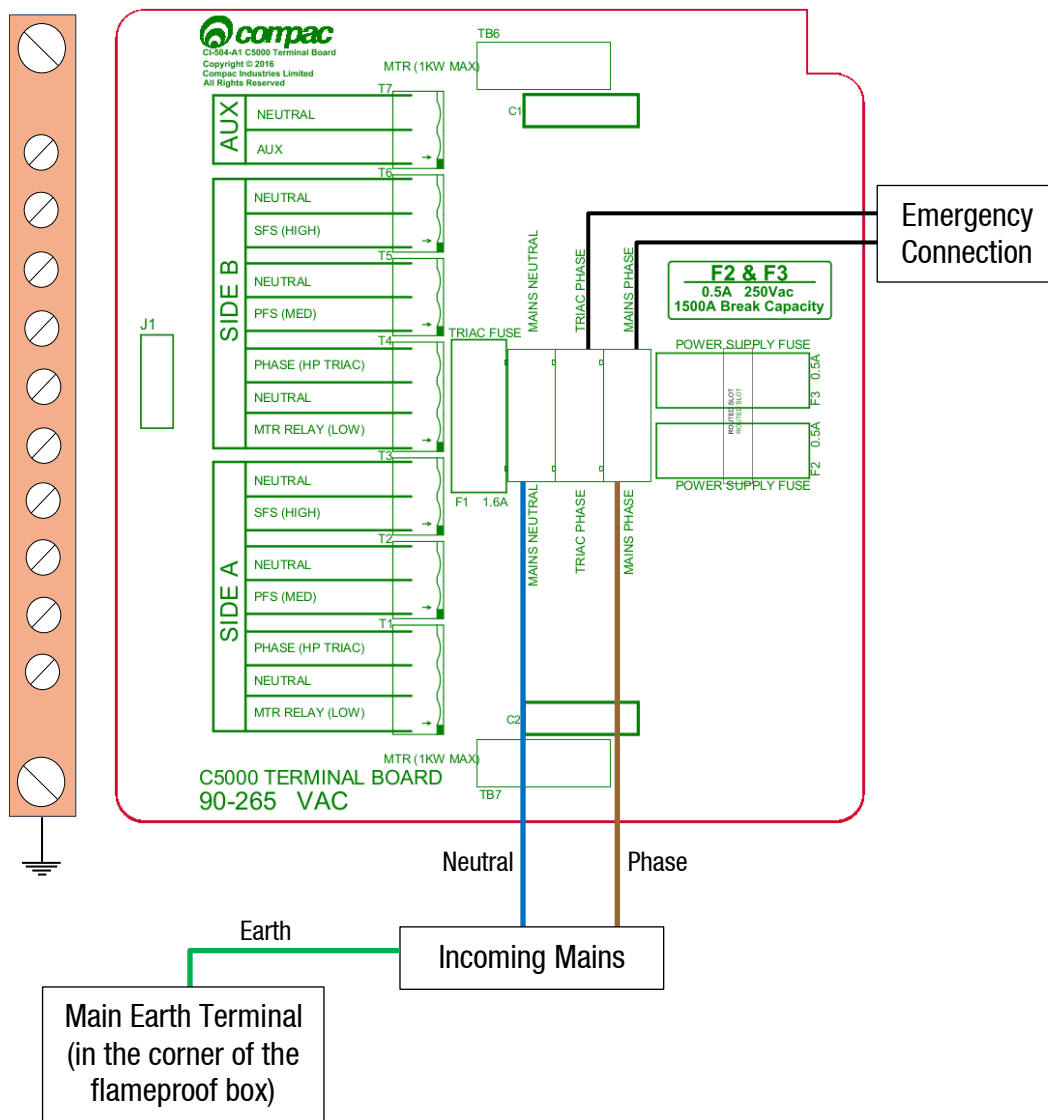 compac
CI-504-A1 C5000 Terminal Board
Copyright © 2016
Compac Industries Limited
All Rights Reserved
TB6
MTR (1KW MAX)
C1
T7
AUX
NEUTRAL
AUX
T6
SIDE B
NEUTRAL
SFS (HIGH)
T5
NEUTRAL
PFS (MED)
T4
PHASE (HP TRIAC)
NEUTRAL
MTR RELAY (LOW)
T3
SIDE A
NEUTRAL
SFS (HIGH)
T2
NEUTRAL
PFS (MED)
T1
PHASE (HP TRIAC)
NEUTRAL
MTR RELAY (LOW)
J1
MAINS NEUTRAL
TRIAC PHASE
MAINS PHASE
Emergency
Connection
F2 & F3
0.5A 250Vac
1500A Break Capacity
TRIAC FUSE
F1 1.6A
POWER SUPPLY FUSE
F3 0.5A
ROUTED SLOT
ROUTED SLOT
F2 0.5A
POWER SUPPLY FUSE
MAINS NEUTRAL
TRIAC PHASE
MAINS PHASE
C2
MTR (1KW MAX)
TB7
C5000 TERMINAL BOARD
90-265 VAC
Neutral
Phase
Earth
Incoming Mains
Main Earth Terminal
(in the corner of the
flameproof box)